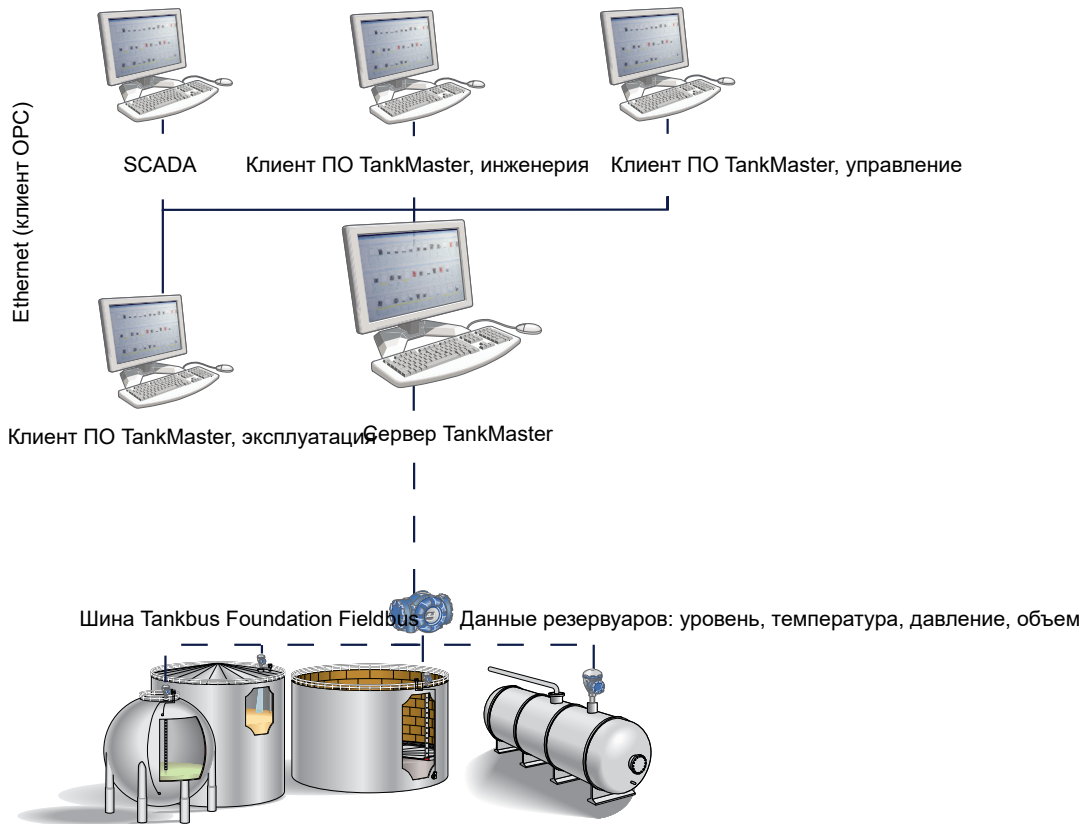 Ethernet (клиент OPC)
SCADA
Клиент ПО TankMaster, инженерия
Клиент ПО TankMaster, управление
Клиент ПО TankMaster, эксплуатация
Сервер TankMaster
Шина Tankbus Foundation Fieldbus
Данные резервуаров: уровень, температура, давление, объем